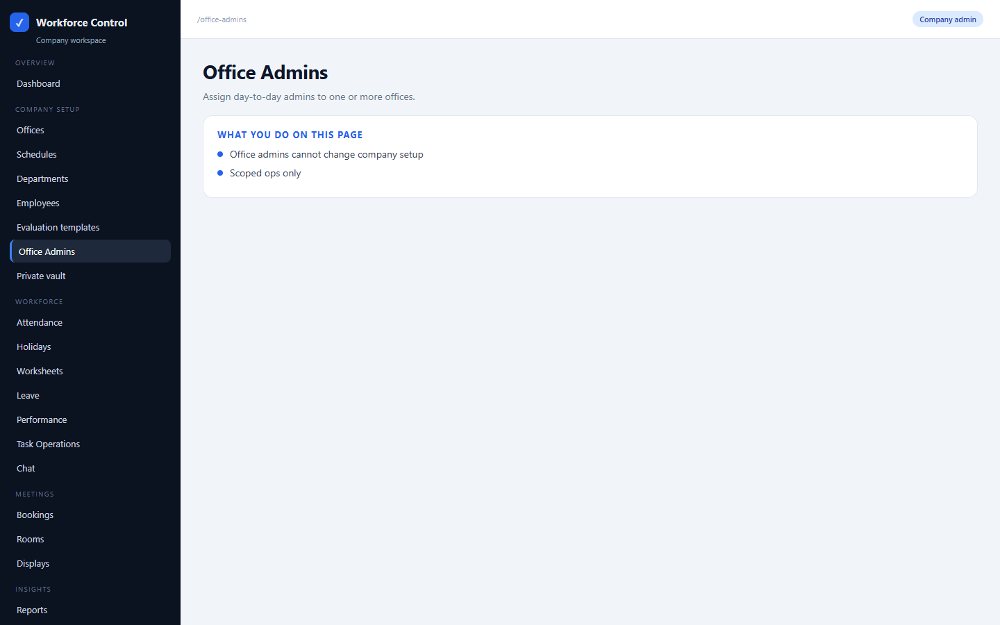 Workforce Control
Company workspace
OVERVIEW
Dashboard
COMPANY SETUP
Offices
Schedules
Departments
Employees
Evaluation templates
Office Admins
Private vault
WORKFORCE
Attendance
Holidays
Worksheets
Leave
Performance
Task Operations
Chat
MEETINGS
Bookings
Rooms
Displays
INSIGHTS
Reports
/office-admins
Company admin
Office Admins
Assign day-to-day admins to one or more offices.
WHAT YOU DO ON THIS PAGE
Office admins cannot change company setup
Scoped ops only